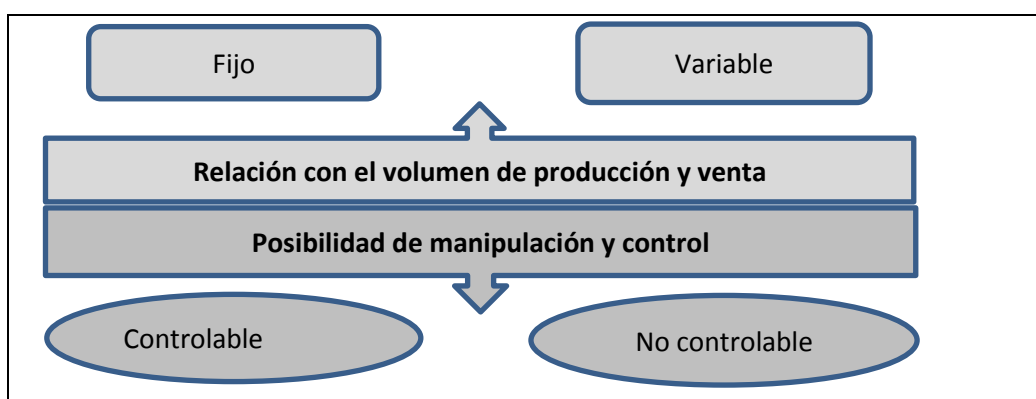 Fijo
Variable
Relación con el volumen de producción y venta
Posibilidad de manipulación y control
Controlable
No controlable